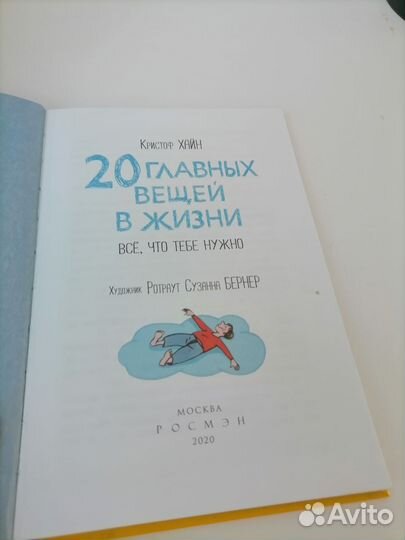 Кристоф ХАЙН
20 ГЛАВНЫХ
ВЕЩЕЙ
В ЖИЗНИ
ВСЁ, ЧТО ТЕБЕ НУЖНО
Художник Ротраут Сузанна БЕРНЕР
МОСКВА
РОСМЭН
2020
Avito